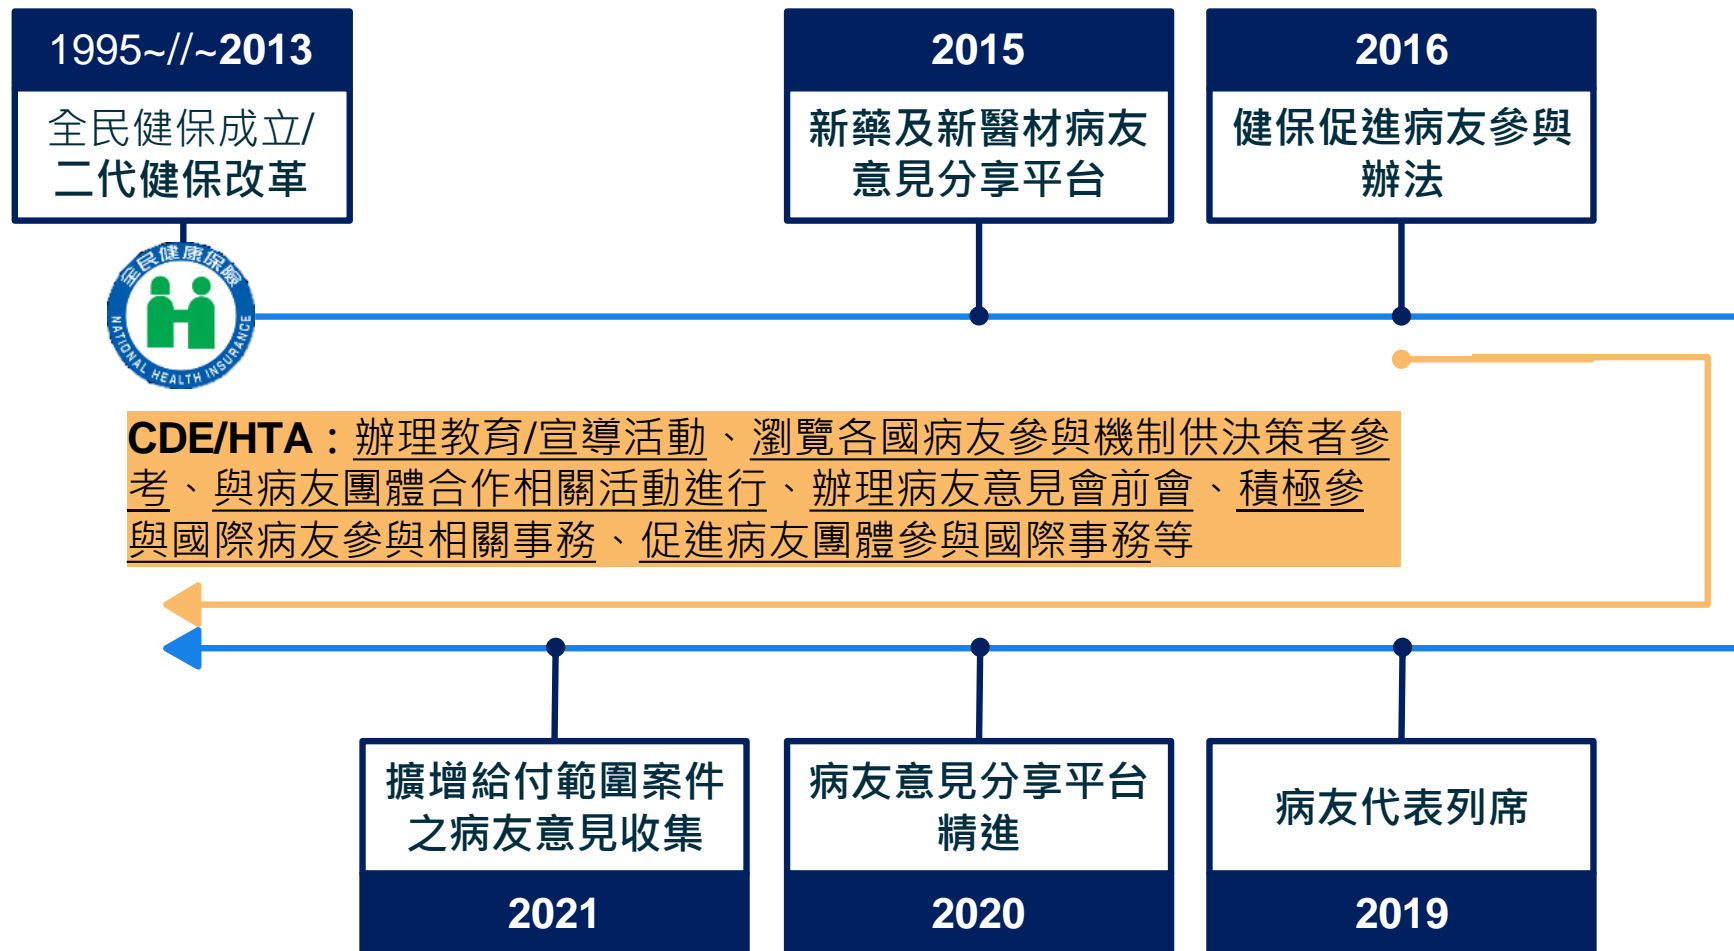 1995~//~2013
全民健保成立/
二代健保改革
2015
新藥及新醫材病友
意見分享平台
2016
健保促進病友參與
辦法
全民健康保險
NATIONAL HEALTH INSURANCE
CDE/HTA：辦理教育/宣導活動、瀏覽各國病友參與機制供決策者參
考、與病友團體合作相關活動進行、辦理病友意見會前會、積極參
與國際病友參與相關事務、促進病友團體參與國際事務等
擴增給付範圍案件
之病友意見收集
2021
病友意見分享平台
精進
2020
病友代表列席
2019